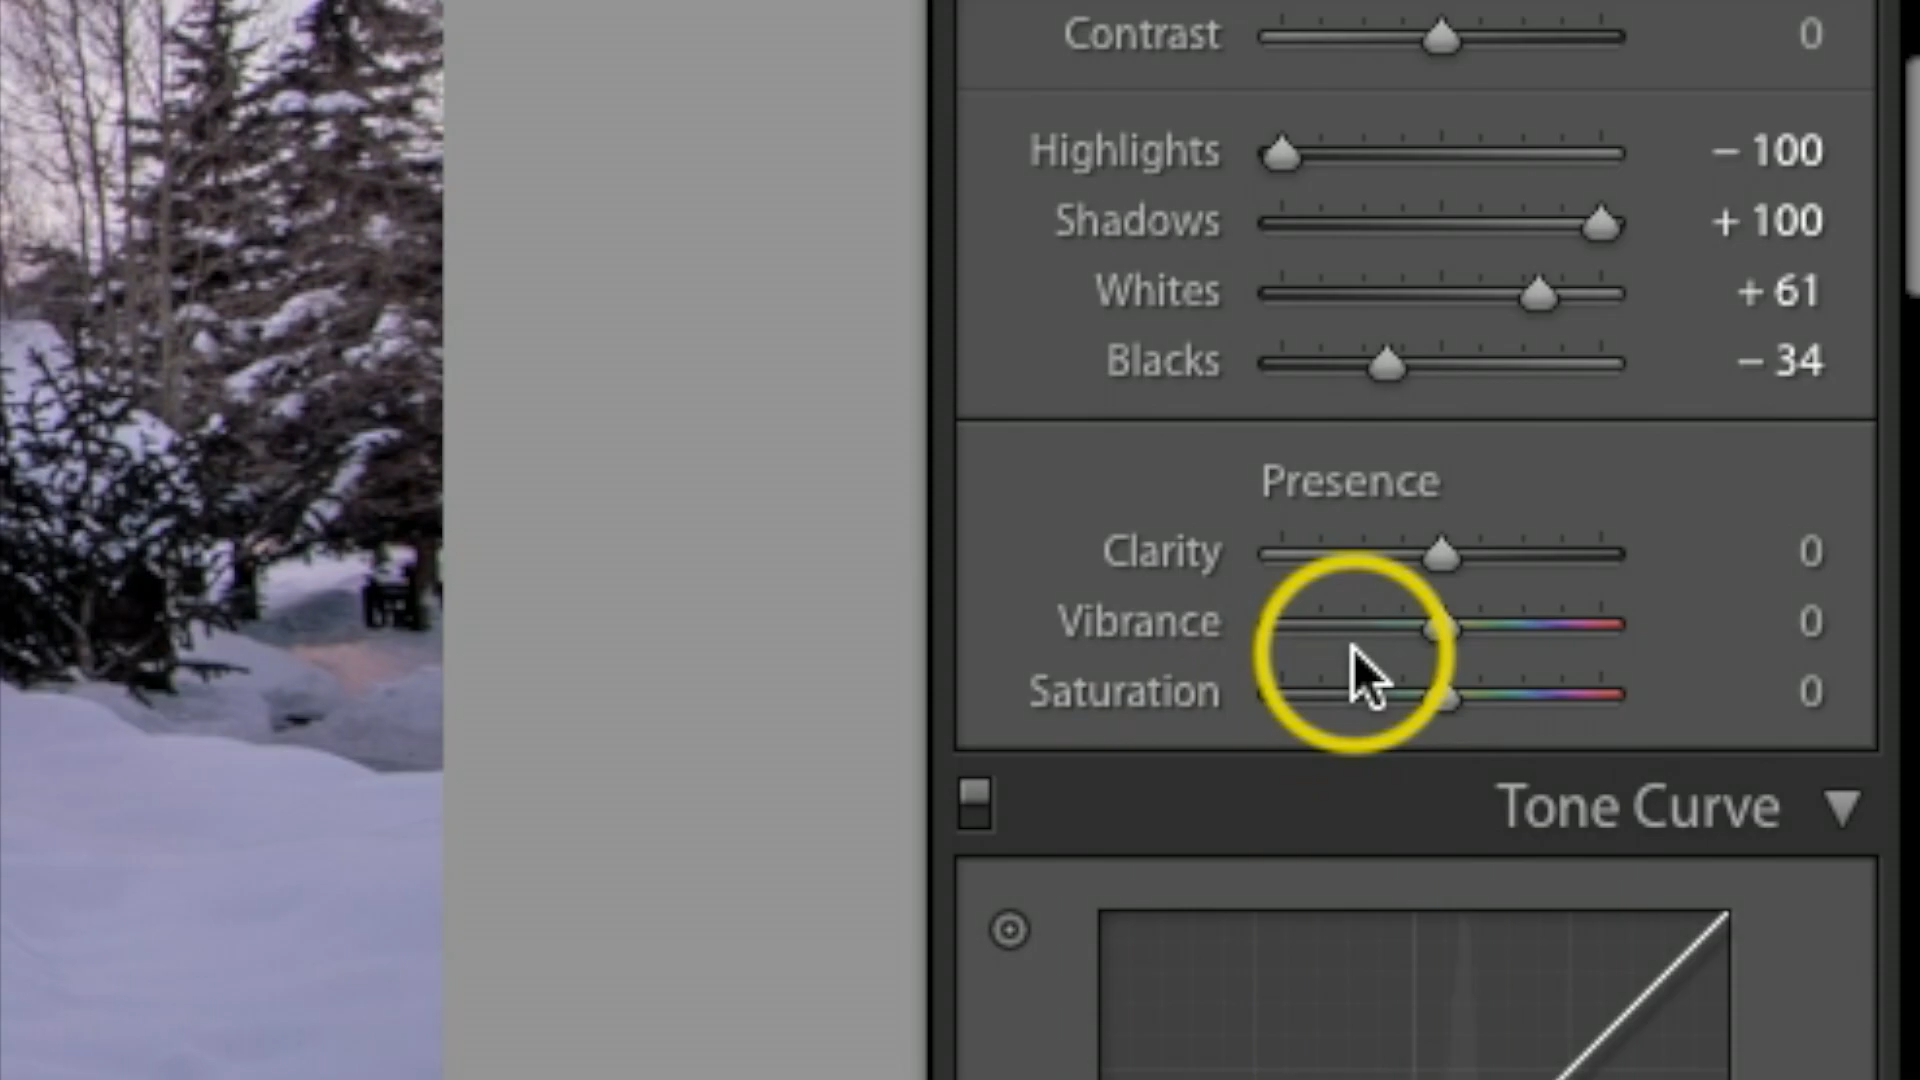 Contrast 0
Highlights − 100
Shadows + 100
Whites + 61
Blacks − 34
Presence
Clarity 0
Vibrance 0
Saturation 0
Tone Curve